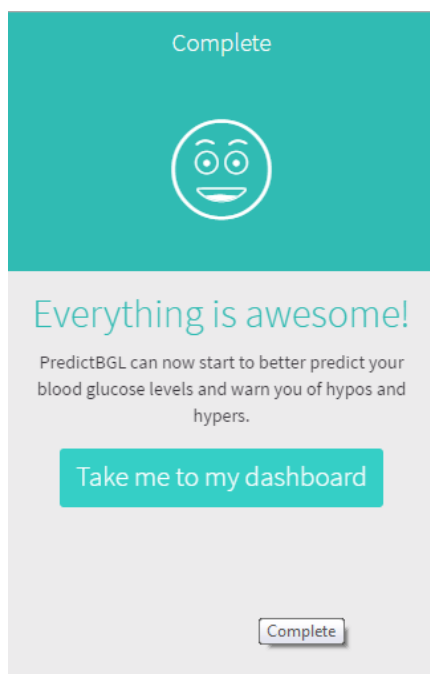 Complete
Everything is awesome!
PredictBGL can now start to better predict your
blood glucose levels and warn you of hypos and
hypers.
Take me to my dashboard
Complete